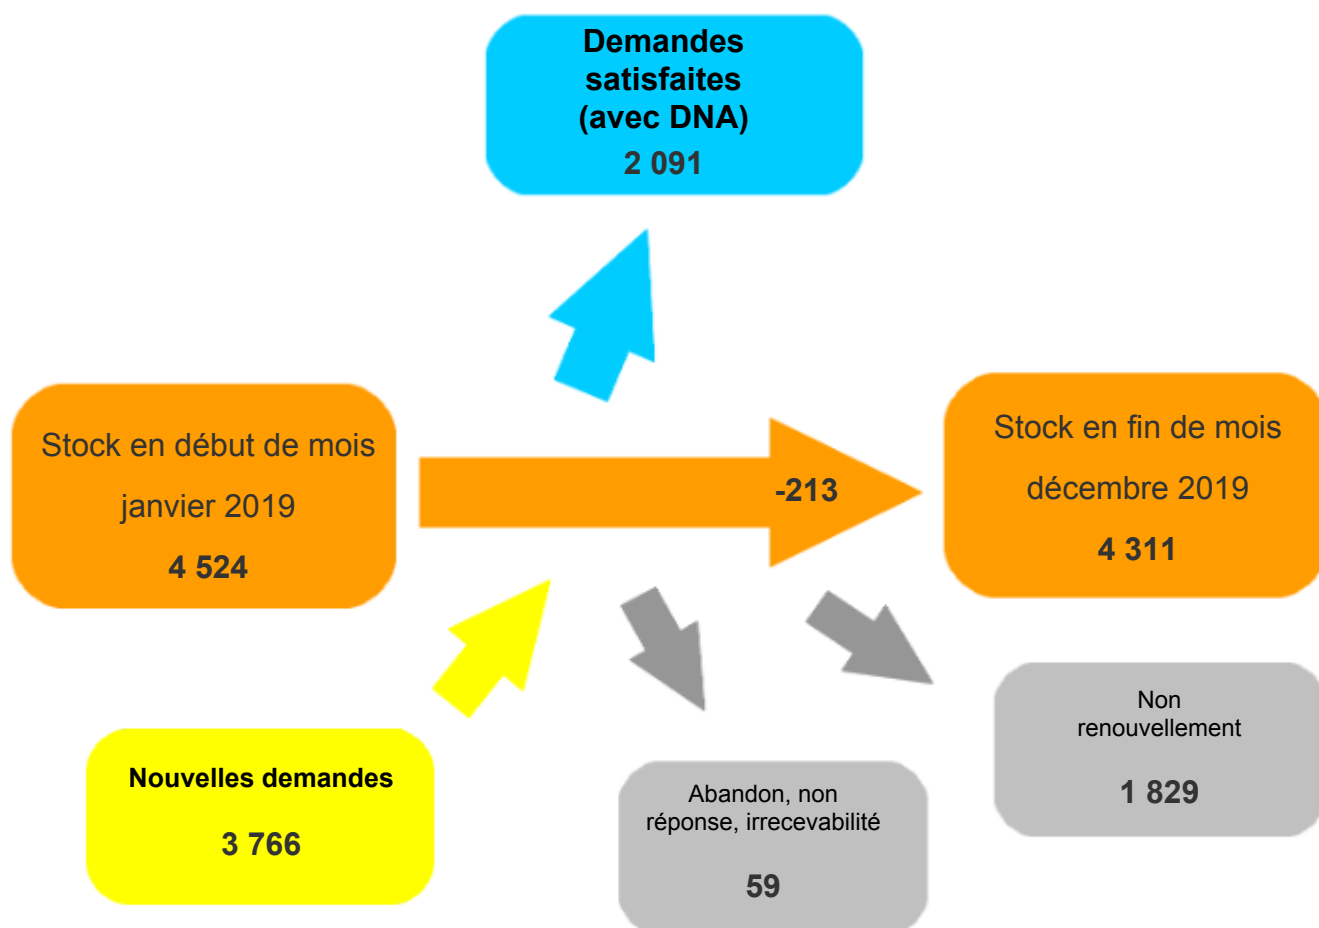 Demandes
satisfaites
(avec DNA)
2 091
Stock en début de mois
janvier 2019
4 524
-213
Stock en fin de mois
décembre 2019
4 311
Nouvelles demandes
3 766
Abandon, non
réponse, irrecevabilité
59
Non
renouvellement
1 829